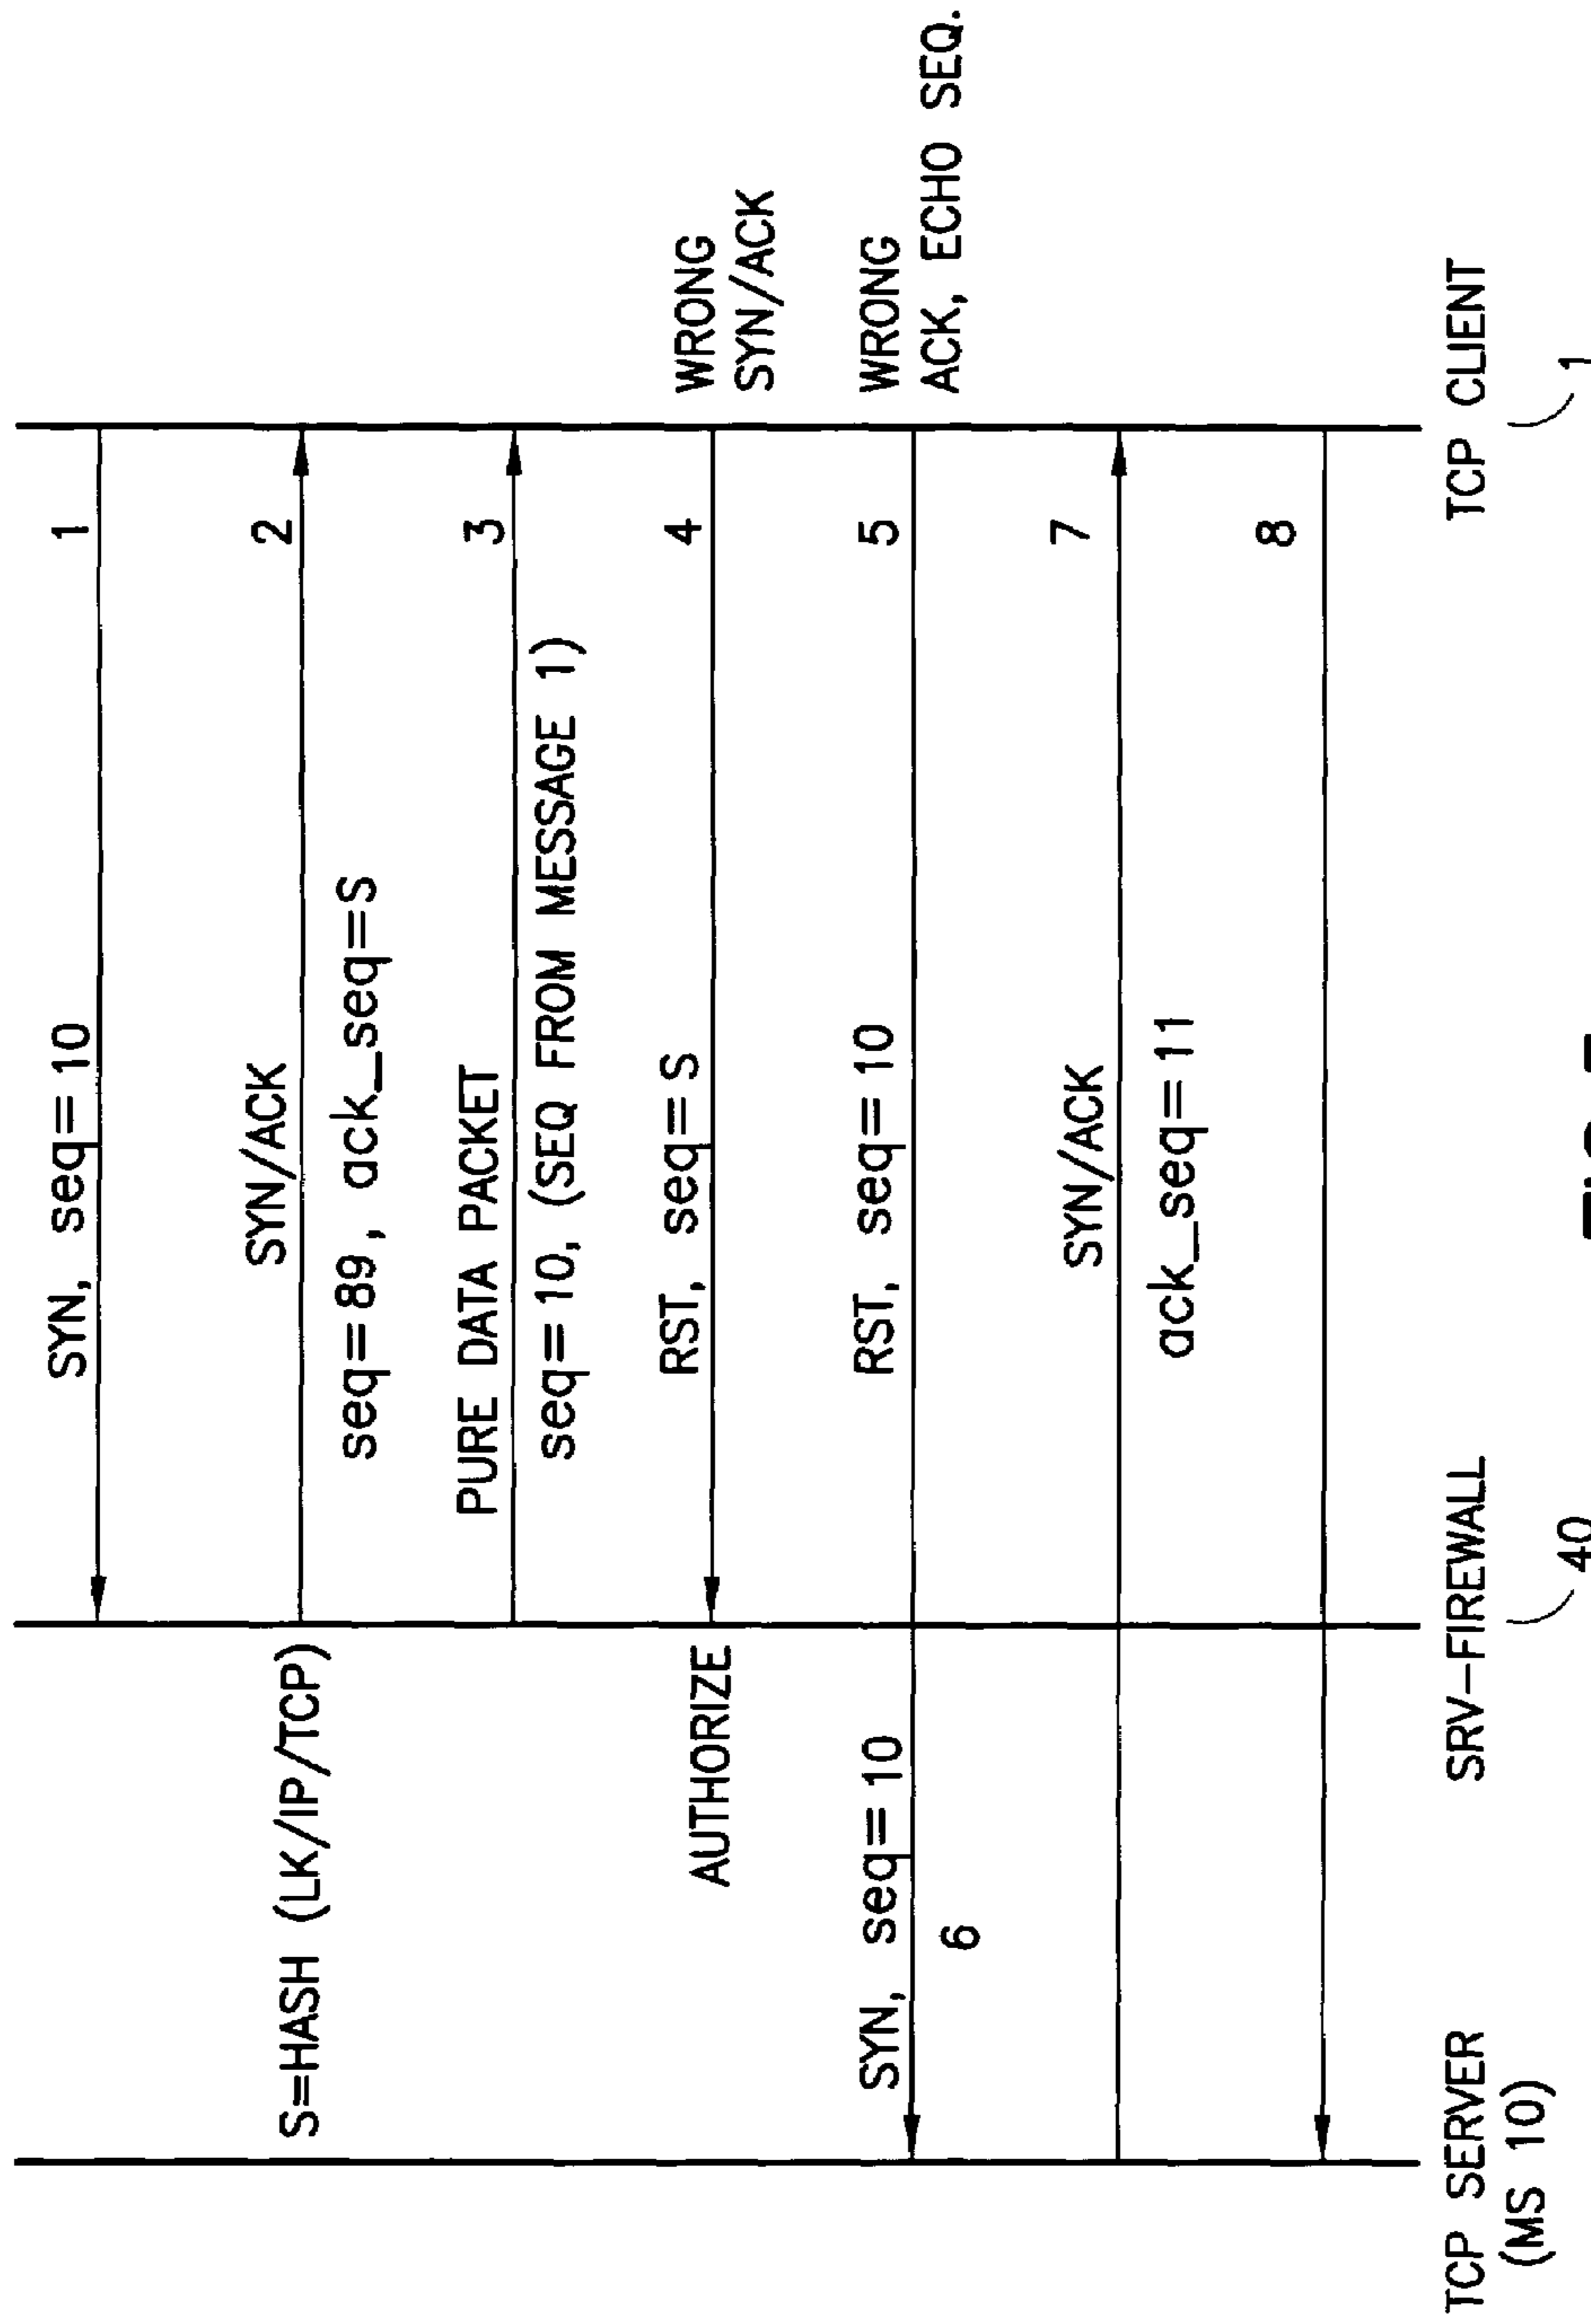 SYN, seq=10
1
S=HASH (LK/IP/TCP)
SYN/ACK
2
seq=89, ack_seq=S
PURE DATA PACKET
3
seq=10, (SEQ FROM MESSAGE 1)
AUTHORIZE
RST, seq=S
4
WRONG
SYN/ACK
SYN, seq=10
6
RST, seq=10
5
WRONG
ACK, ECHO SEQ.
SYN/ACK
7
ack_seq=11
8
TCP SERVER
(MS 10)
SRV-FIREWALL
40
TCP CLIENT
1